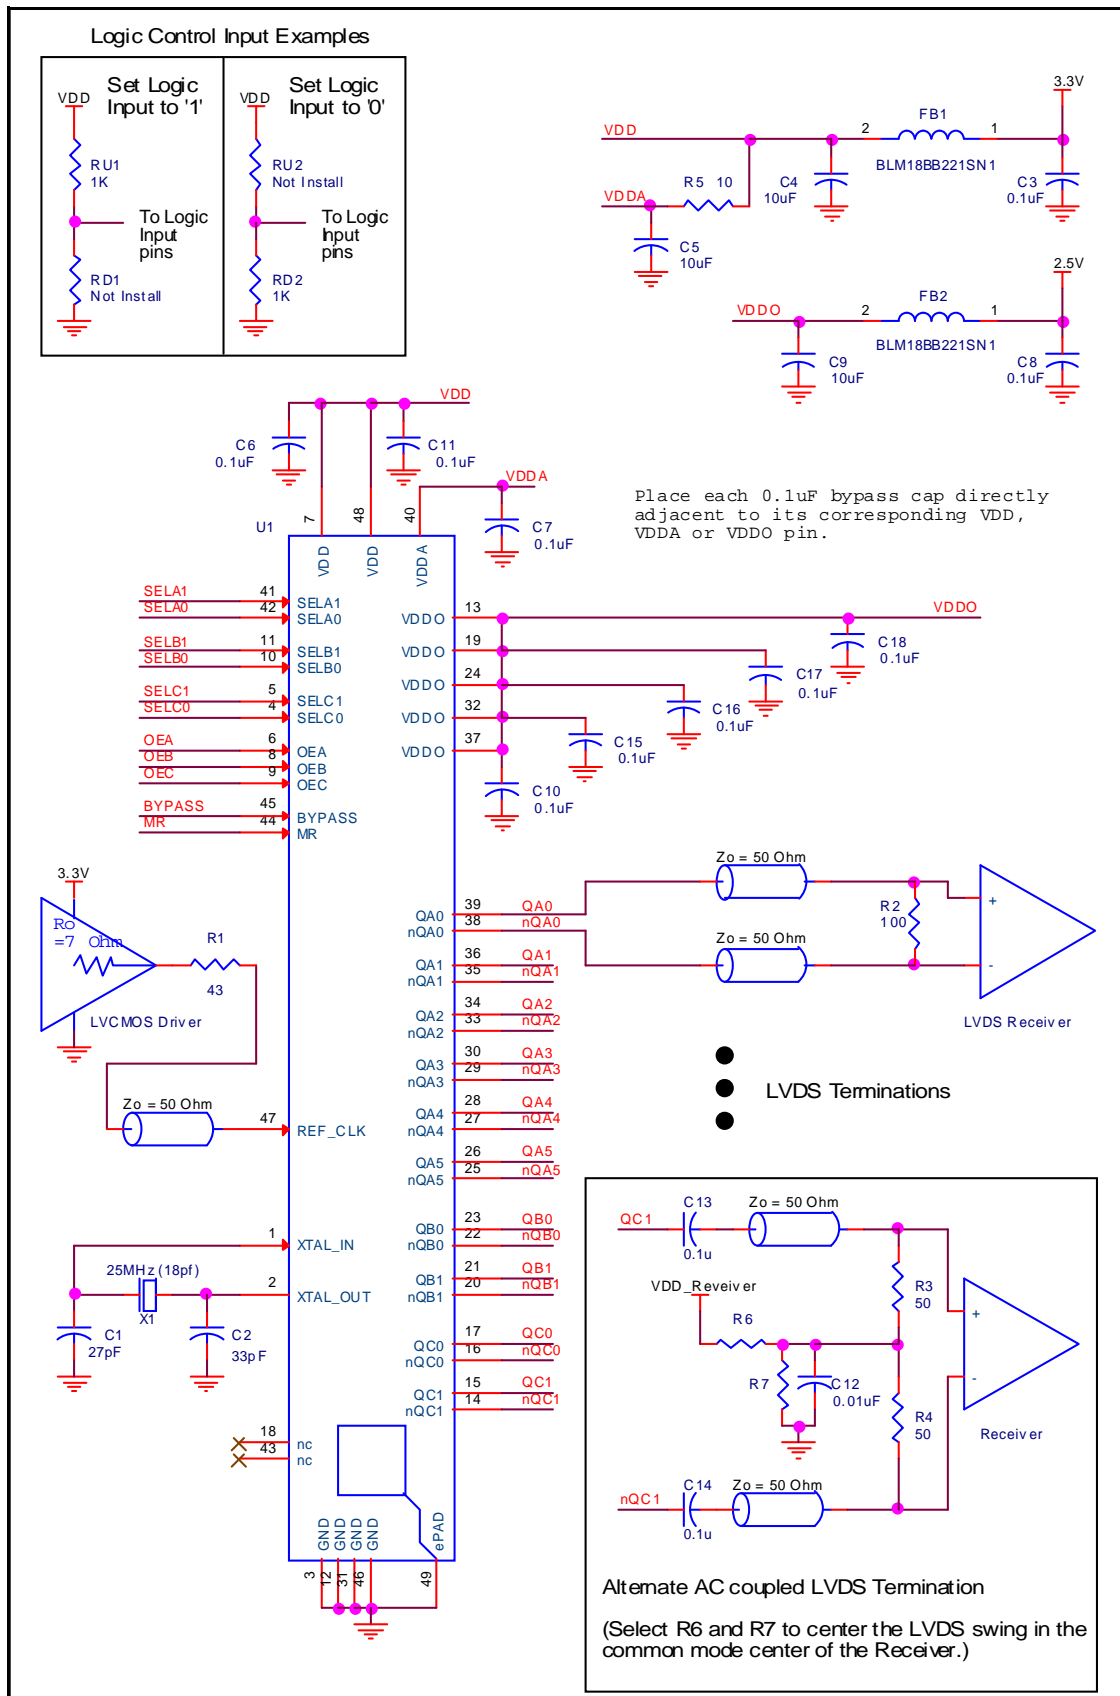 Logic Control Input Examples
Set Logic
Input to '1'
VDD
RU1
1K
To Logic
Input
pins
RD1
Not Install
Set Logic
Input to '0'
VDD
RU2
Not Install
To Logic
Input
pins
RD2
1K
3.3V
VDD
2
FB1
1
BLM18BB221SN1
R5 10
C4
10uF
C3
0.1uF
VDDA
C5
10uF
2.5V
VDDO
2
FB2
1
BLM18BB221SN1
C9
10uF
C8
0.1uF
VDD
C6
0.1uF
C11
0.1uF
VDDA
C7
0.1uF
Place each 0.1uF bypass cap directly
adjacent to its corresponding VDD,
VDDA or VDDO pin.
U1
7
48
40
VDD
VDD
VDDA
SELA1 41 SELA1
SELA0 42 SELA0
SELB1 11 SELB1
SELB0 10 SELB0
SELC1 5 SELC1
SELC0 4 SELC0
OEA 6 OEA
OEB 8 OEB
OEC 9 OEC
BYPASS 45 BYPASS
MR 44 MR
VDDO 13 VDDO
VDDO 19
VDDO 24
VDDO 32
VDDO 37
C18
0.1uF
C17
0.1uF
C16
0.1uF
C15
0.1uF
C10
0.1uF
3.3V
Ro
=7 Ohm
R1
43
LVCMOS Driver
Zo = 50 Ohm
47 REF_CLK
1 XTAL_IN
25MHz (18pf)
X1
2 XTAL_OUT
C1
27pF
C2
33pF
18 nc
43 nc
QA0 39 QA0
nQA0 38 nQA0
QA1 36 QA1
nQA1 35 nQA1
QA2 34 QA2
nQA2 33 nQA2
QA3 30 QA3
nQA3 29 nQA3
QA4 28 QA4
nQA4 27 nQA4
QA5 26 QA5
nQA5 25 nQA5
QB0 23 QB0
nQB0 22 nQB0
QB1 21 QB1
nQB1 20 nQB1
QC0 17 QC0
nQC0 16 nQC0
QC1 15 QC1
nQC1 14 nQC1
GND
GND
GND
GND
ePAD
3
12
31
46
49
Zo = 50 Ohm
Zo = 50 Ohm
R2
100
+
-
LVDS Receiver
LVDS Terminations
QC1
C13
0.1u
Zo = 50 Ohm
VDD_Reveiver
R6
R7
C12
0.01uF
R3
50
R4
50
+
-
Receiver
nQC1
C14
0.1u
Zo = 50 Ohm
Alternate AC coupled LVDS Termination
(Select R6 and R7 to center the LVDS swing in the
common mode center of the Receiver.)